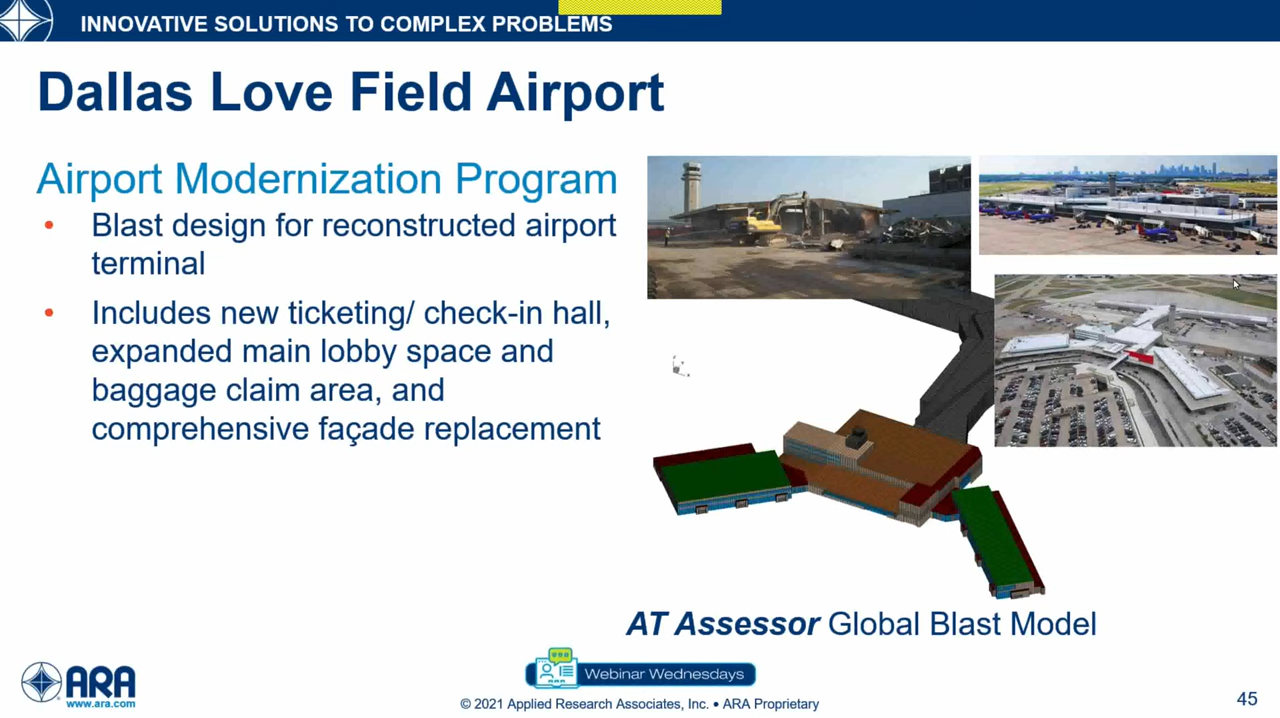 INNOVATIVE SOLUTIONS TO COMPLEX PROBLEMS
Dallas Love Field Airport
Airport Modernization Program
• Blast design for reconstructed airport
terminal
• Includes new ticketing/ check-in hall,
expanded main lobby space and
baggage claim area, and
comprehensive façade replacement
AT Assessor Global Blast Model
ARA
www.ara.com
Webinar Wednesdays
© 2021 Applied Research Associates, Inc. • ARA Proprietary
45